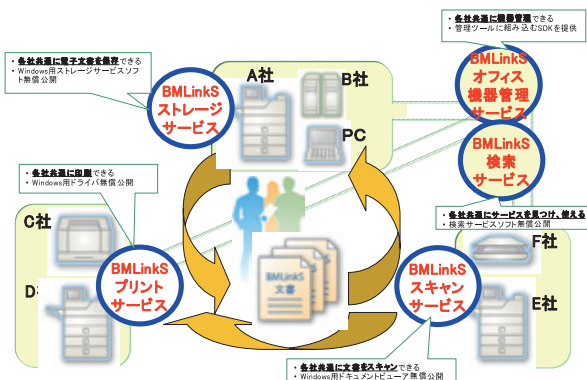 ・ 各社共通に電子文書を保存できる
・ Windows用ストレージサービスソフ
ト無償公開
BMLinkS
ストレージ
サービス
A社
B社
PC
・ 各社共通に機器管理できる
・ 管理ツールに組み込むSDKを提供
BMLinkS
オフィス
機器管理
サービス
BMLinkS
検索
サービス
・ 各社共通にサービスを見つけ、使える
・ 検索サービスソフト無償公開
・ 各社共通に印刷できる
・ Windows用ドライバ無償公開
C社
D
BMLinkS
プリント
サービス
BMLinkS
文書
BMLinkS
スキャン
サービス
F社
E社
・ 各社共通に文書をスキャンできる
・ Windows用ドキュメントビューア無償公開